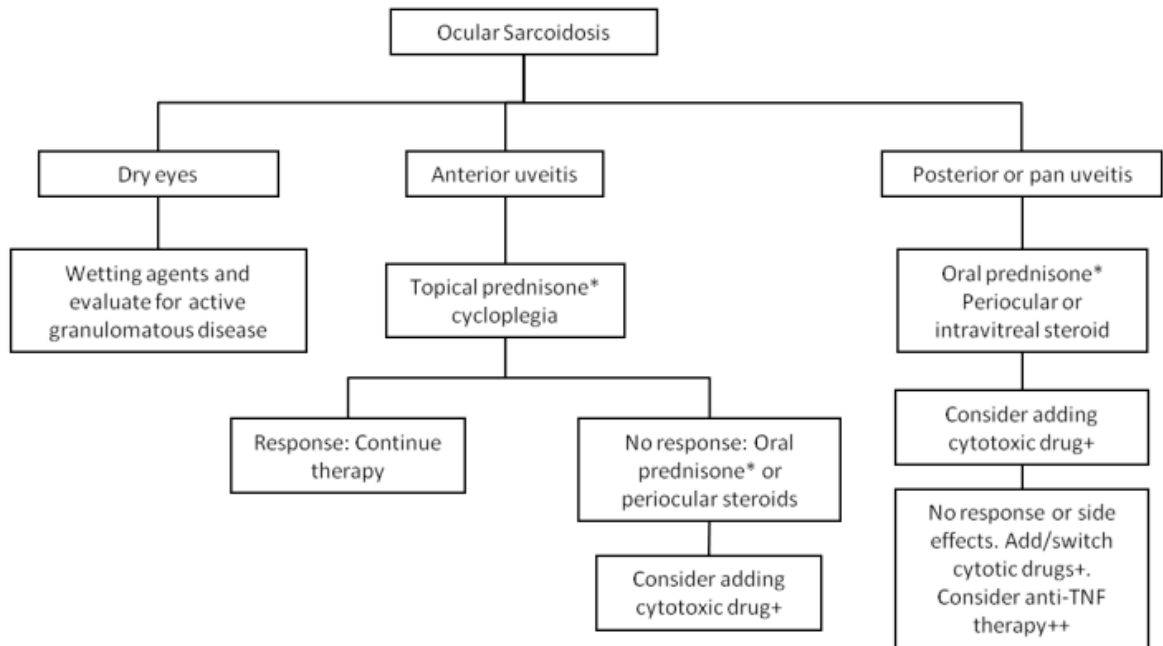 Ocular Sarcoidosis
Dry eyes
Anterior uveitis
Posterior or pan uveitis
Wetting agents and
evaluate for active
granulomatous disease
Topical prednisone*
cycloplegia
Oral prednisone*
Periocular or
intravitreal steroid
Response: Continue
therapy
No response: Oral
prednisone* or
periocular steroids
Consider adding
cytotoxic drug+
Consider adding
cytotoxic drug+
No response or side
effects. Add/switch
cytotic drugs+.
Consider anti-TNF
therapy++